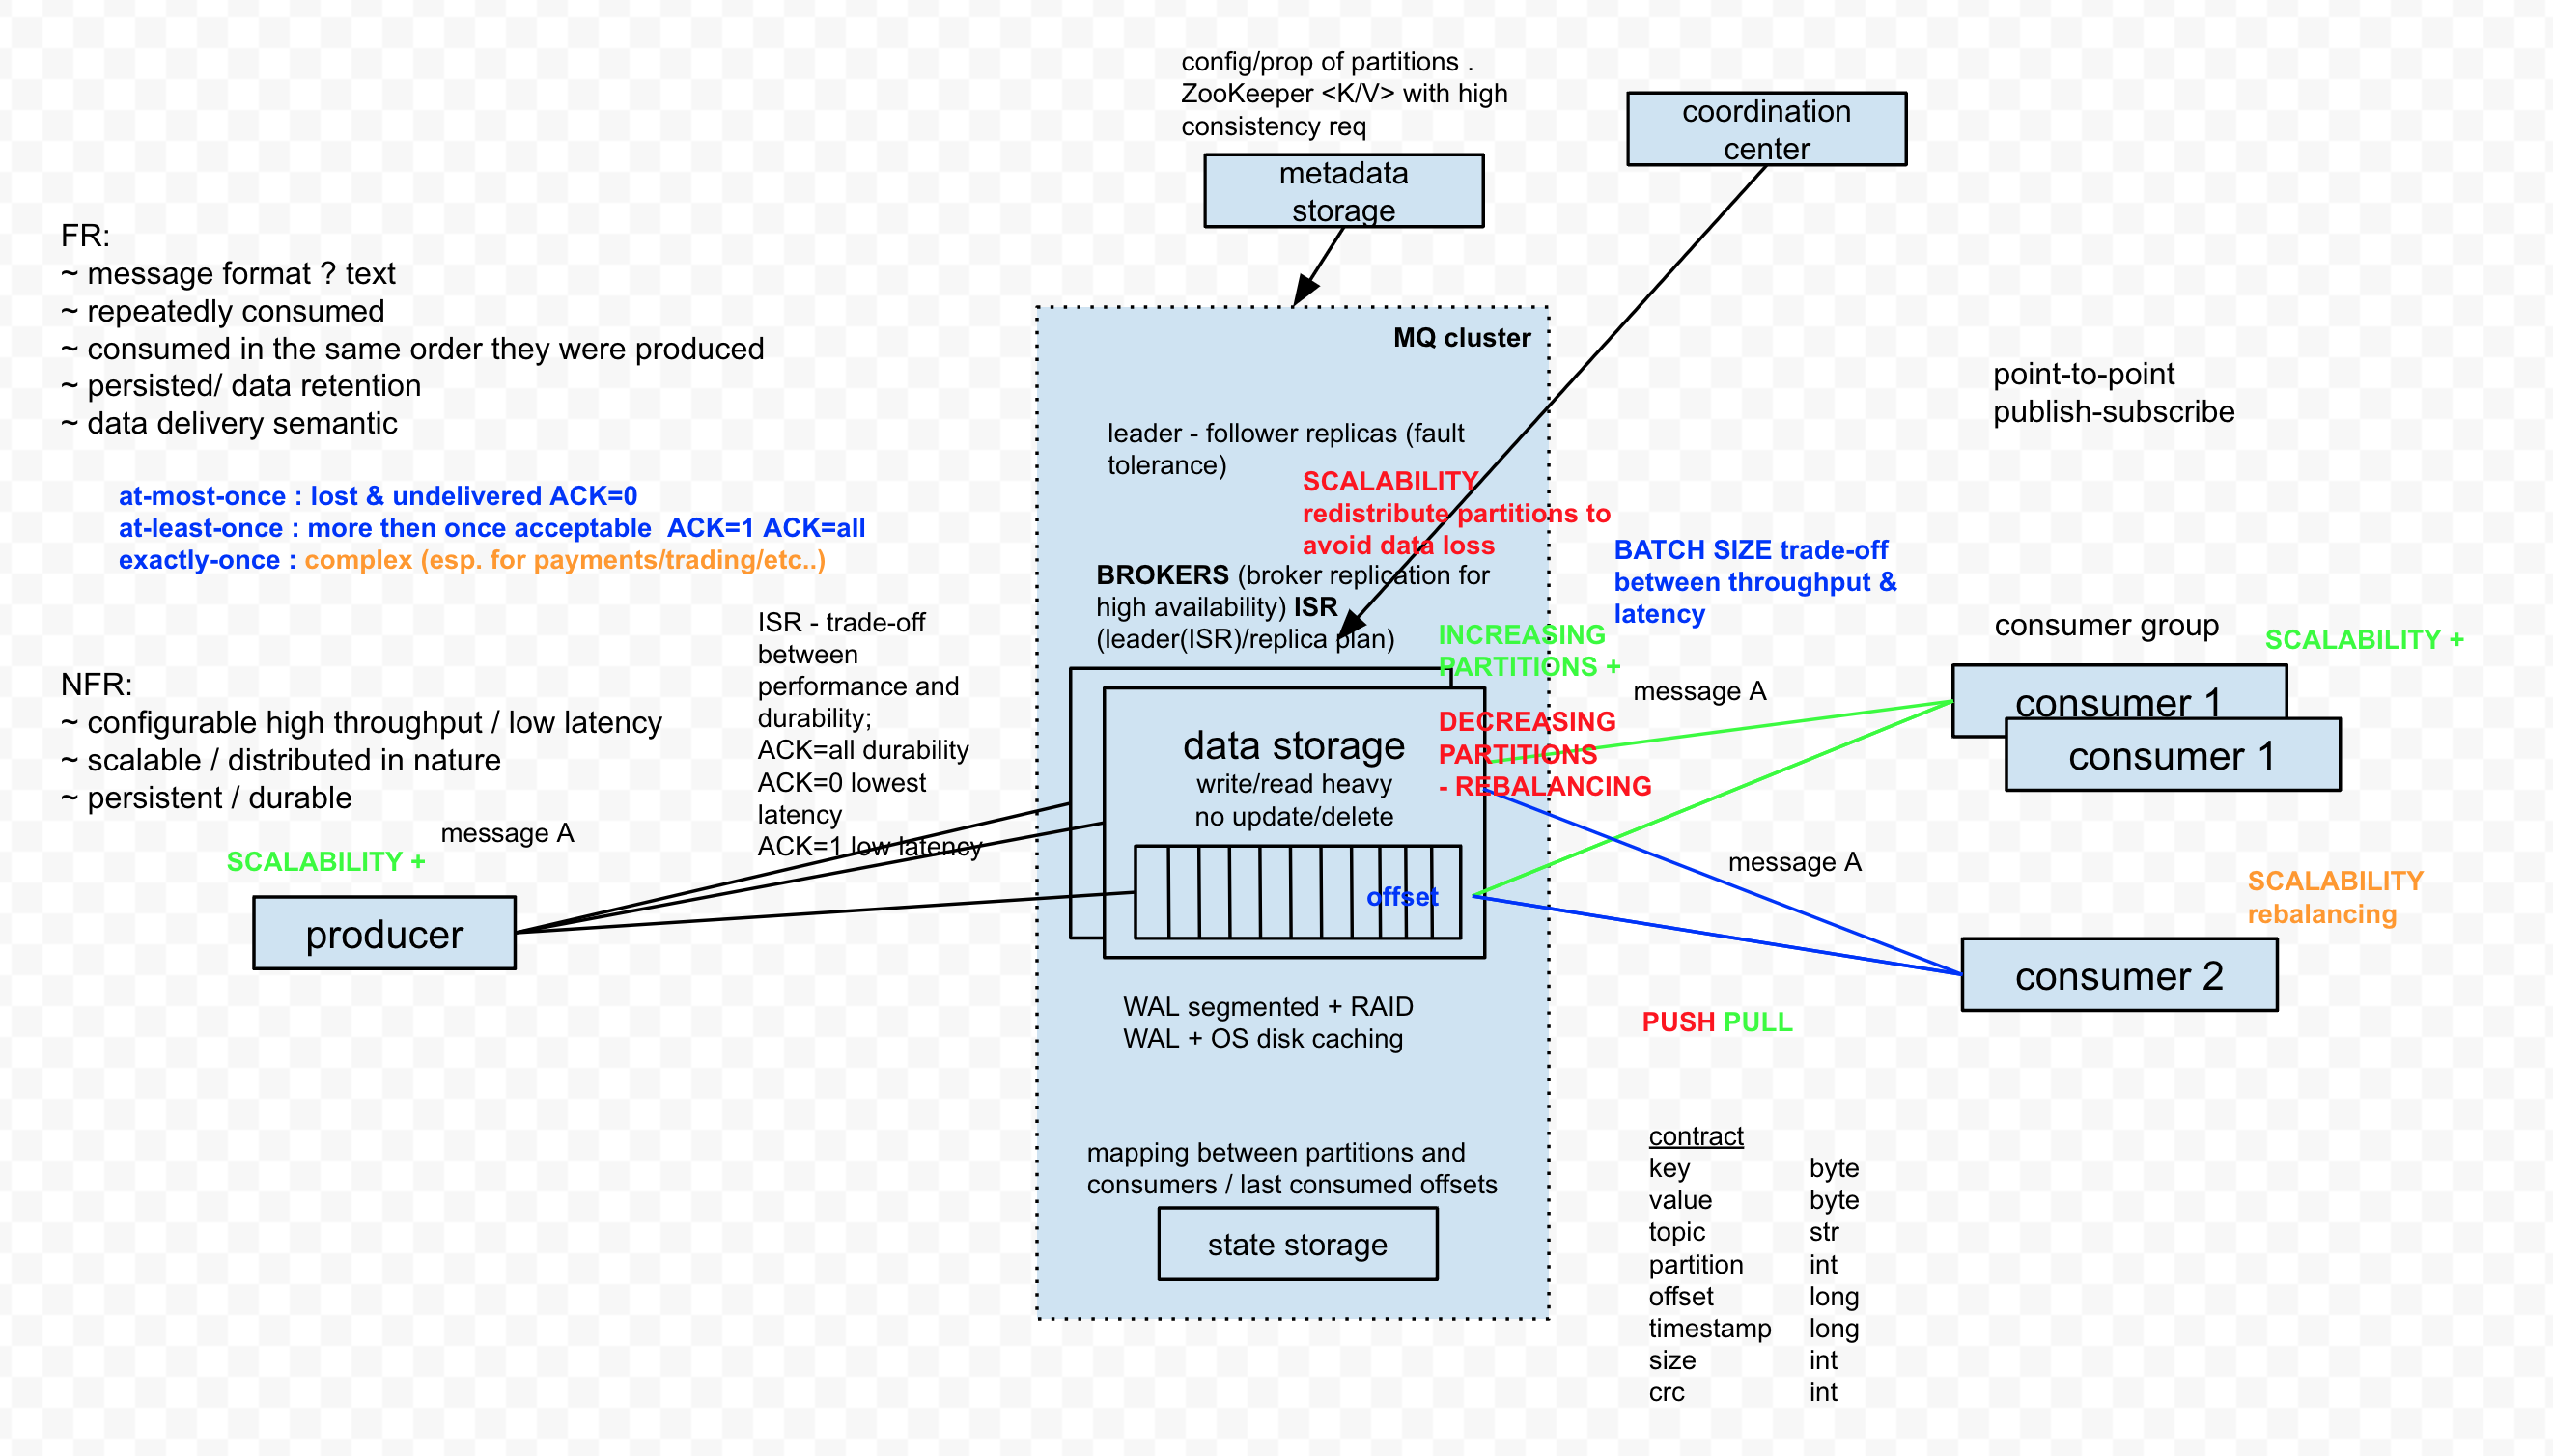 config/prop of partitions .
ZooKeeper <K/V> with high
consistency req
metadata
storage
coordination
center
FR:
~ message format ? text
~ repeatedly consumed
~ consumed in the same order they were produced
~ persisted/ data retention
~ data delivery semantic
at-most-once : lost & undelivered ACK=0
at-least-once : more then once acceptable  ACK=1 ACK=all
exactly-once : complex (esp. for payments/trading/etc..)
NFR:
~ configurable high throughput / low latency
~ scalable / distributed in nature
~ persistent / durable
message A
SCALABILITY +
producer
ISR - trade-off
between
performance and
durability;
ACK=all durability
ACK=0 lowest
latency
ACK=1 low latency
MQ cluster
leader - follower replicas (fault
tolerance)
SCALABILITY
redistribute partitions to
avoid data loss
BROKERS (broker replication for
high availability) ISR
(leader(ISR)/replica plan)
INCREASING
PARTITIONS +
DECREASING
PARTITIONS
- REBALANCING
data storage
write/read heavy
no update/delete
offset
WAL segmented + RAID
WAL + OS disk caching
mapping between partitions and
consumers / last consumed offsets
state storage
point-to-point
publish-subscribe
BATCH SIZE trade-off
between throughput &
latency
consumer group
SCALABILITY +
message A
consumer 1
consumer 1
message A
SCALABILITY
rebalancing
consumer 2
PUSH PULL
contract
key byte
value byte
topic str
partition int
offset long
timestamp long
size int
crc int